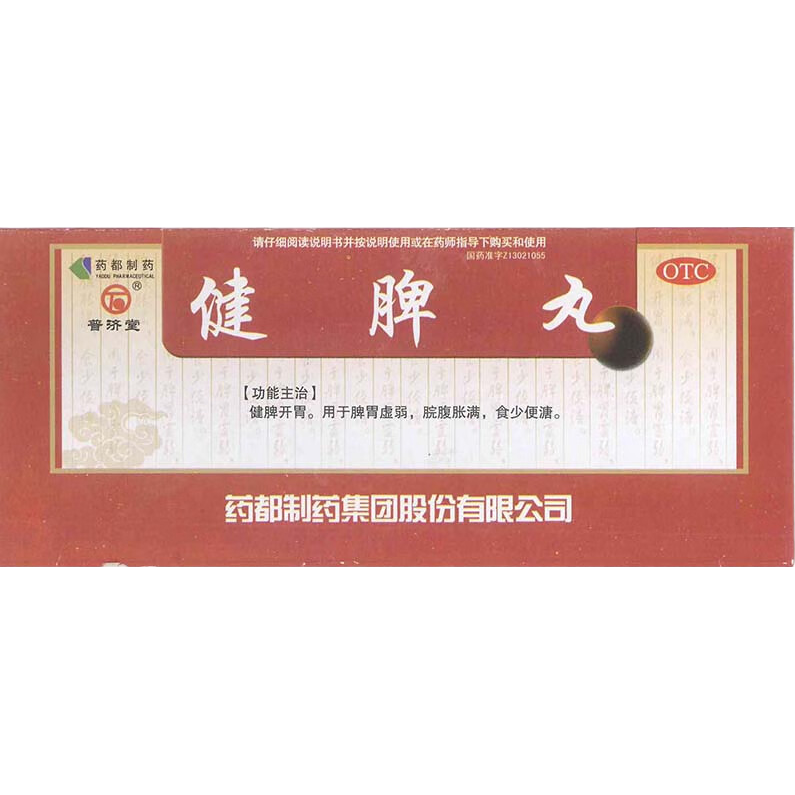 请仔细阅读说明书并按说明使用或在药师指导下购买和使用
国药准字Z13021055
药都制药
YAODU PHARMACEUTICAL
®
普济堂
OTC
健脾丸
【功能主治】
健脾开胃。用于脾胃虚弱，脘腹胀满，食少便溏。
药都制药集团股份有限公司